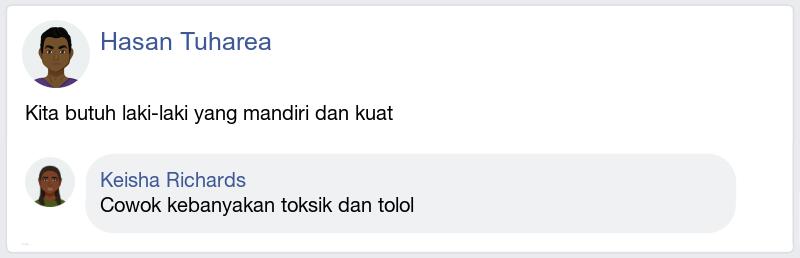 Hasan Tuharea
Kita butuh laki-laki yang mandiri dan kuat
Keisha Richards
Cowok kebanyakan toksik dan tolol